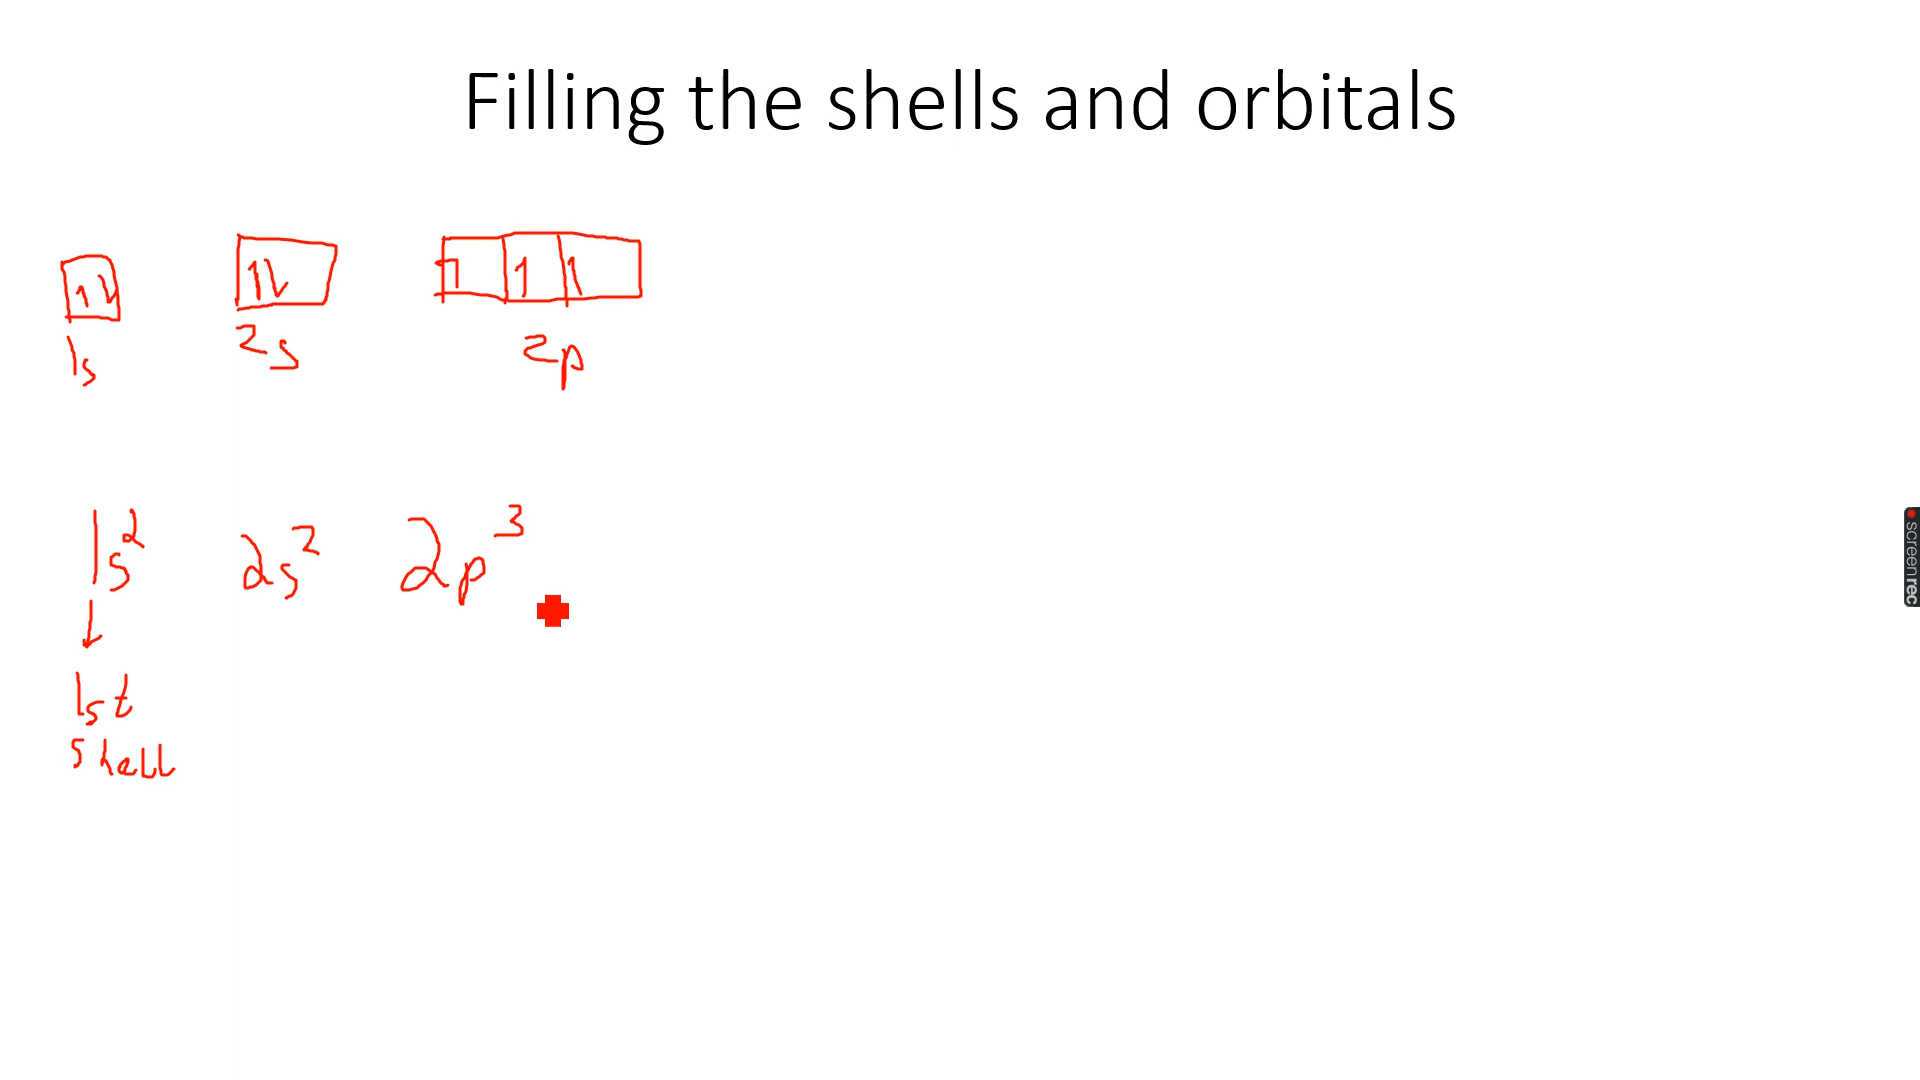 Filling the shells and orbitals
1s 2s 2p
1s² 2s² 2p³
1st
shell
screenrec